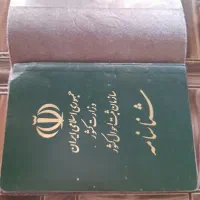 جمهوری اسلامی ایران
وزارت کشور
سازمان ثبت احوال کشور
شناسنامه